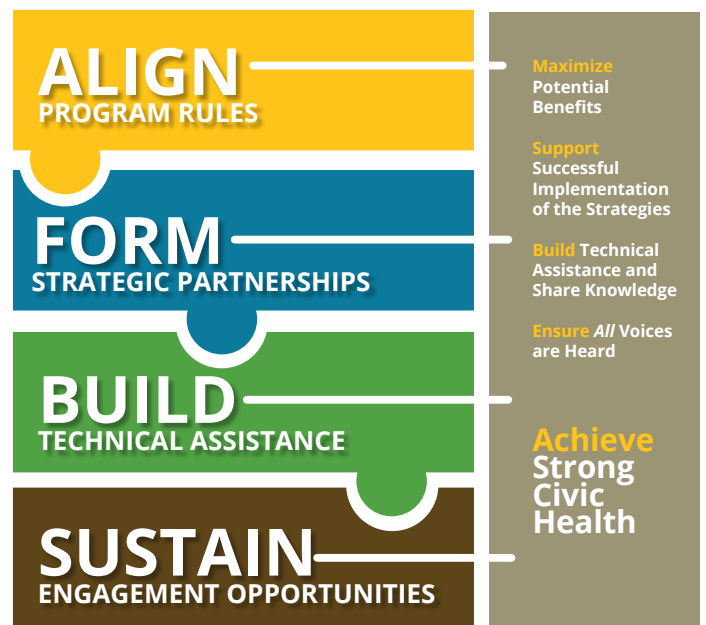 ALIGN
PROGRAM RULES
FORM
STRATEGIC PARTNERSHIPS
BUILD
TECHNICAL ASSISTANCE
SUSTAIN
ENGAGEMENT OPPORTUNITIES
Maximize
Potential
Benefits
Support
Successful
Implementation
of the Strategies
Build Technical
Assistance and
Share Knowledge
Ensure All Voices
are Heard
Achieve
Strong
Civic
Health